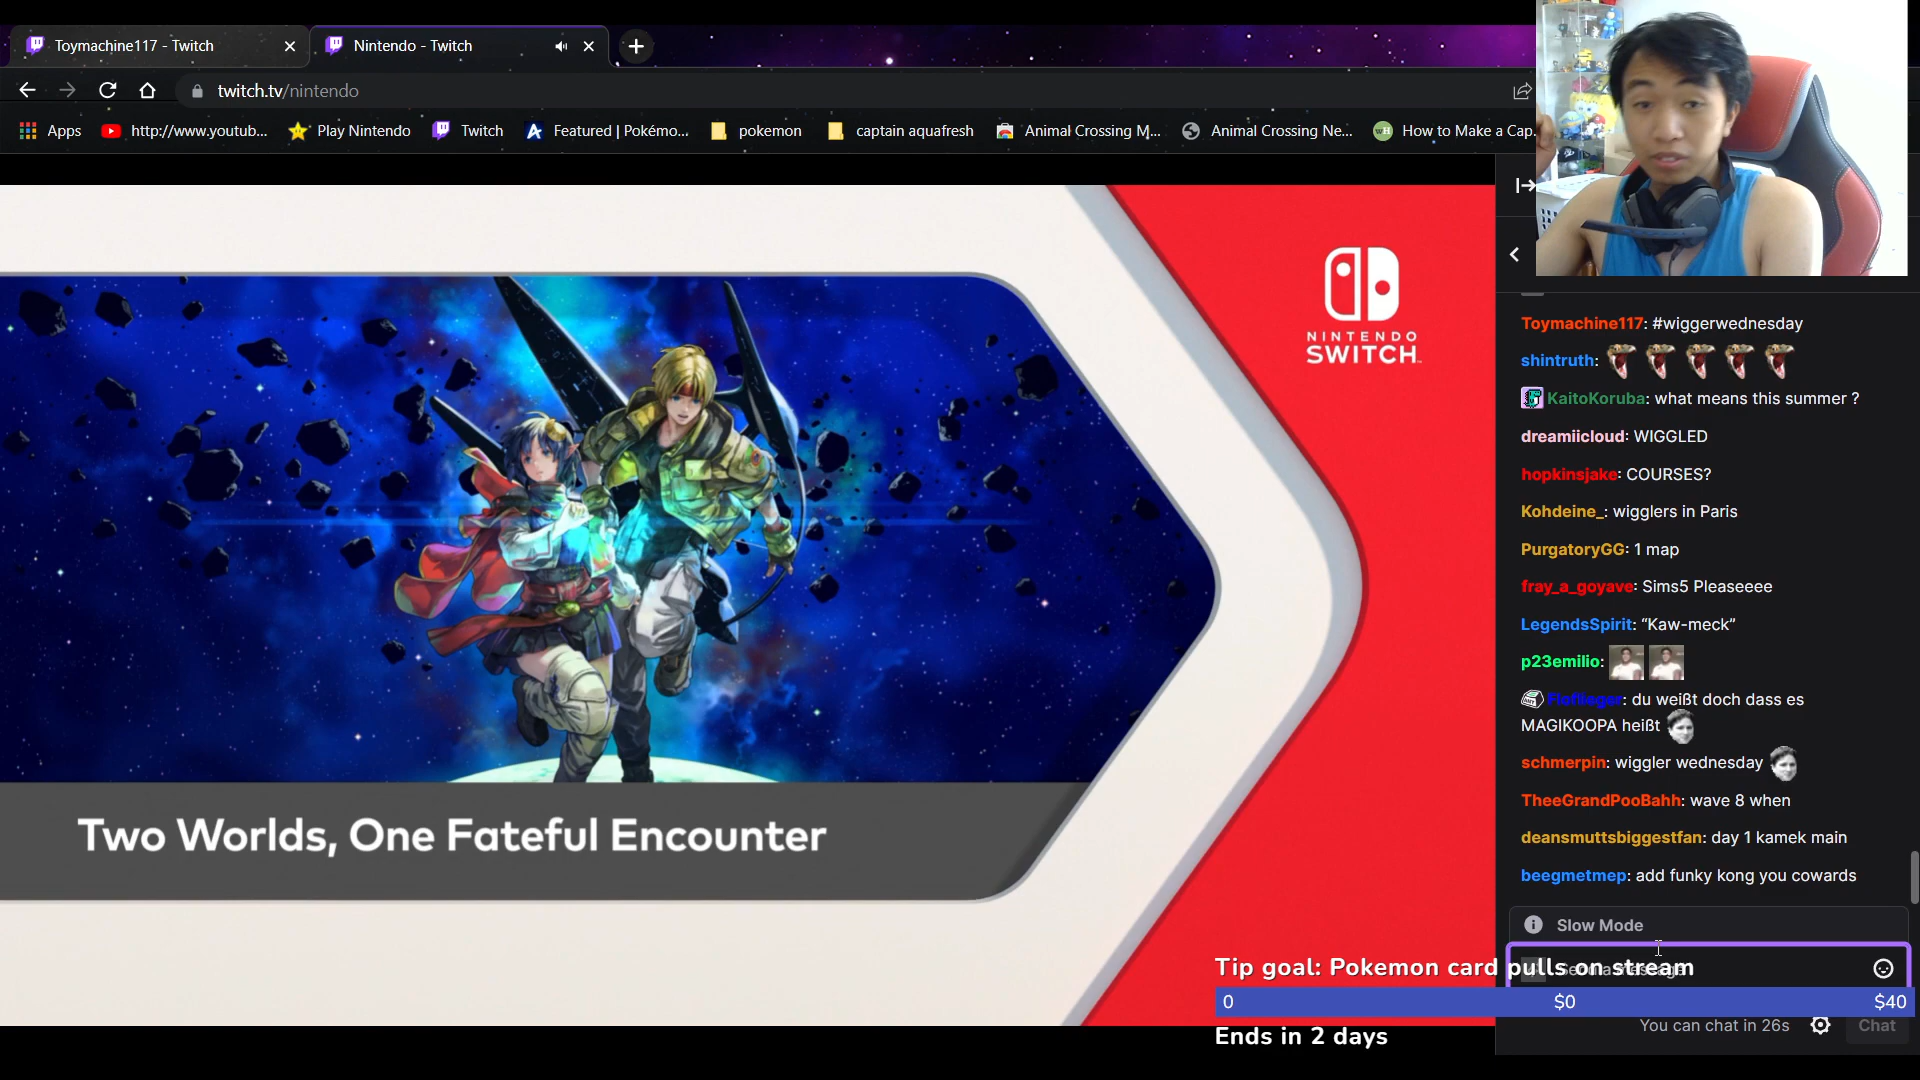 Toymachine117 - Twitch
Nintendo - Twitch
twitch.tv/nintendo
Apps
http://www.youtub...
Play Nintendo
Twitch
Featured | Pokémo...
pokemon
captain aquafresh
Animal Crossing M...
Animal Crossing Ne...
How to Make a Cap...
NINTENDO
SWITCH
Two Worlds, One Fateful Encounter
Toymachine117: #wiggerwednesday
shintruth:
KaitoKoruba: what means this summer ?
dreamiicloud: WIGGLED
hopkinsjake: COURSES?
Kohdeine_: wigglers in Paris
PurgatoryGG: 1 map
fray_a_goyave: Sims5 Pleaseeee
LegendsSpirit: “Kaw-meck”
p23emilio:
Floflieger: du weißt doch dass es
MAGIKOOPA heißt
schmerpin: wiggler wednesday
TheeGrandPooBahh: wave 8 when
deansmuttsbiggestfan: day 1 kamek main
beegmetmep: add funky kong you cowards
Slow Mode
Send a message
Tip goal: Pokemon card pulls on stream
0 $0 $40
Ends in 2 days
You can chat in 26s
Chat